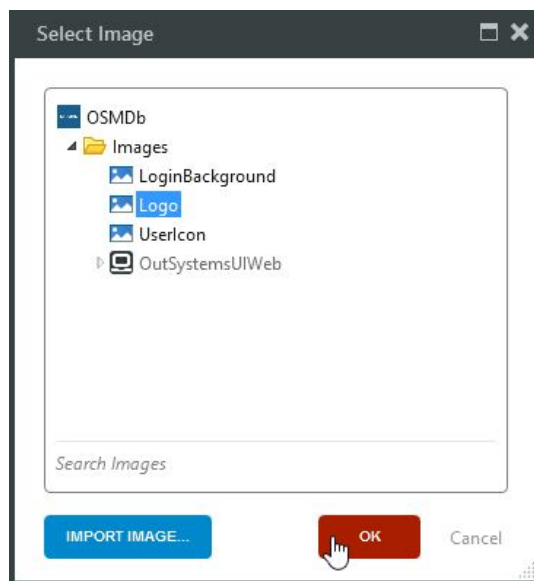 Select Image
OSMDb
Images
LoginBackground
Logo
UserIcon
OutSystemsUIWeb
Search Images
IMPORT IMAGE...
OK
Cancel